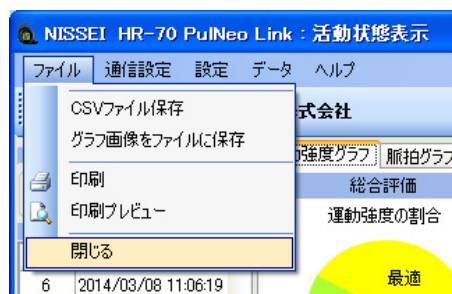 NISSEI HR-70 PulNeo Link : 活動状態表示
ファイル 通信設定 設定 データ ヘルプ
CSVファイル保存
式会社
グラフ画像をファイルに保存
強度グラフ 脈拍グラフ
印刷
総合評価
印刷プレビュー
運動強度の割合
閉じる
最適
6 2014/03/08 11:06:19